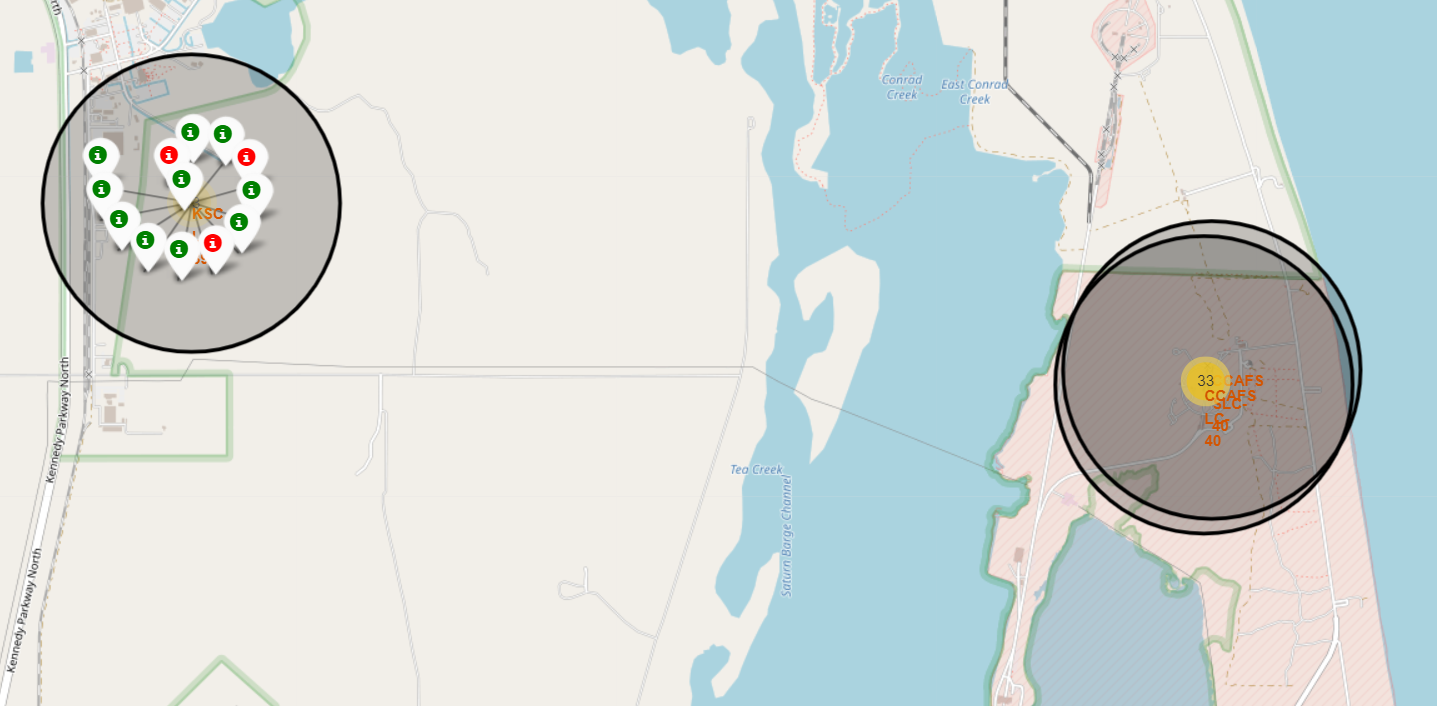 rth
Conrad
Creek
East Conrad
Creek
KSC
33
CAFS
CCAFS
SLC-
LC-
40
40
Kennedy Parkway North
Tea Creek
Saturn Barge Channel
Kennedy Parkway North